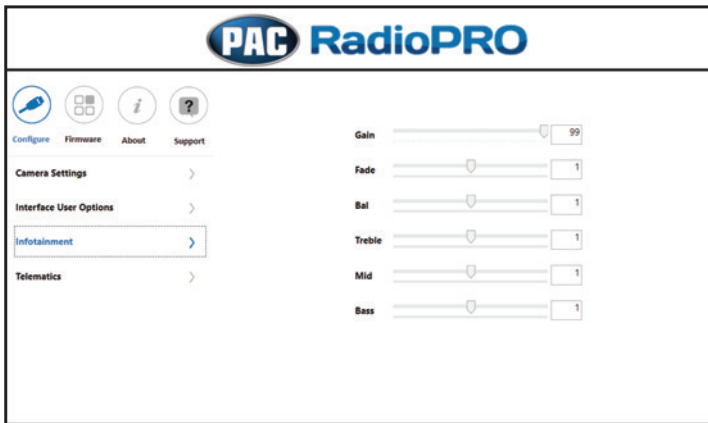 PAC RadioPRO
i ?
Configure Firmware About Support
Camera Settings
Interface User Options
Infotainment
Telematics
Gain 99
Fade 1
Bal 1
Treble 1
Mid 1
Bass 1